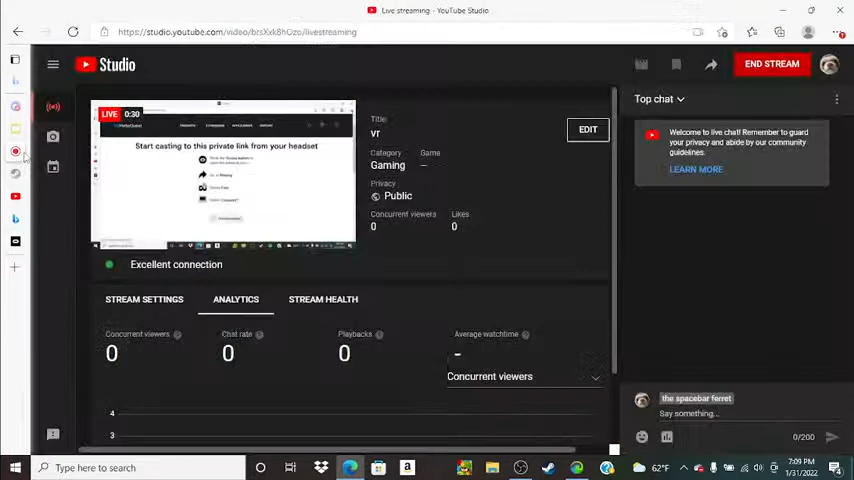 Live streaming - YouTube Studio
https://studio.youtube.com/video/brsXxk8hOzo/livestreaming
Studio
END STREAM
LIVE 0:30
Start casting to this private link from your headset
Title
vr
EDIT
Category Game
Gaming —
Privacy
Public
Concurrent viewers Likes
0 0
Excellent connection
STREAM SETTINGS ANALYTICS STREAM HEALTH
Concurrent viewers Chat rate Playbacks Average watchtime
0 0 0 -
Concurrent viewers
4
3
Top chat
Welcome to live chat! Remember to guard
your privacy and abide by our community
guidelines.
LEARN MORE
the spacebar ferret
Say something...
0/200
Type here to search
62°F
7:09 PM
1/31/2022
4